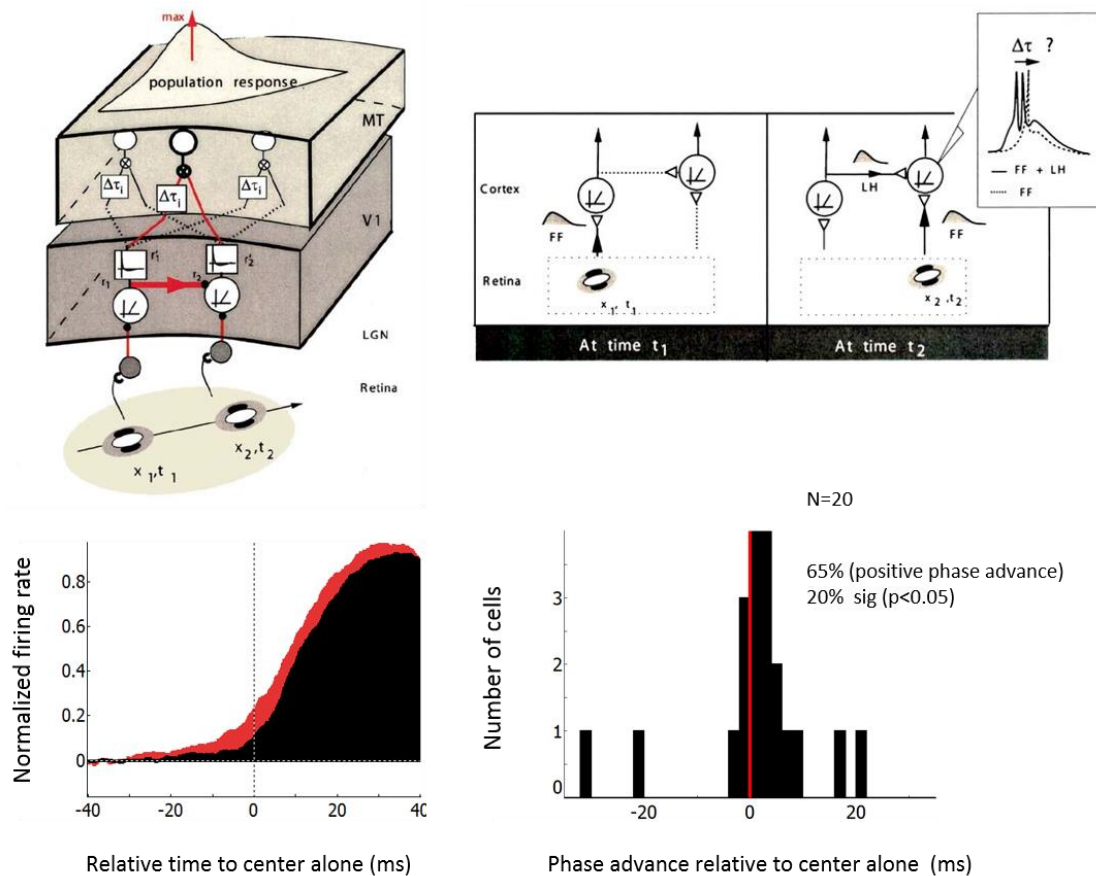 max
population response
MT
Δτi
Δτi
Δτi
V1
r'1
r'2
r1
r2
LGN
Retina
x1,t1
x2,t2
Δτ ?
FF + LH
FF
Cortex
FF
LH
FF
Retina
x1, t1
x2 ,t2
At time t1
At time t2
Normalized firing rate
0.8
0.6
0.4
0.2
0
-40
-20
0
20
40
Relative time to center alone (ms)
N=20
65% (positive phase advance)
20% sig (p<0.05)
Number of cells
3
2
1
0
-20
0
20
Phase advance relative to center alone (ms)